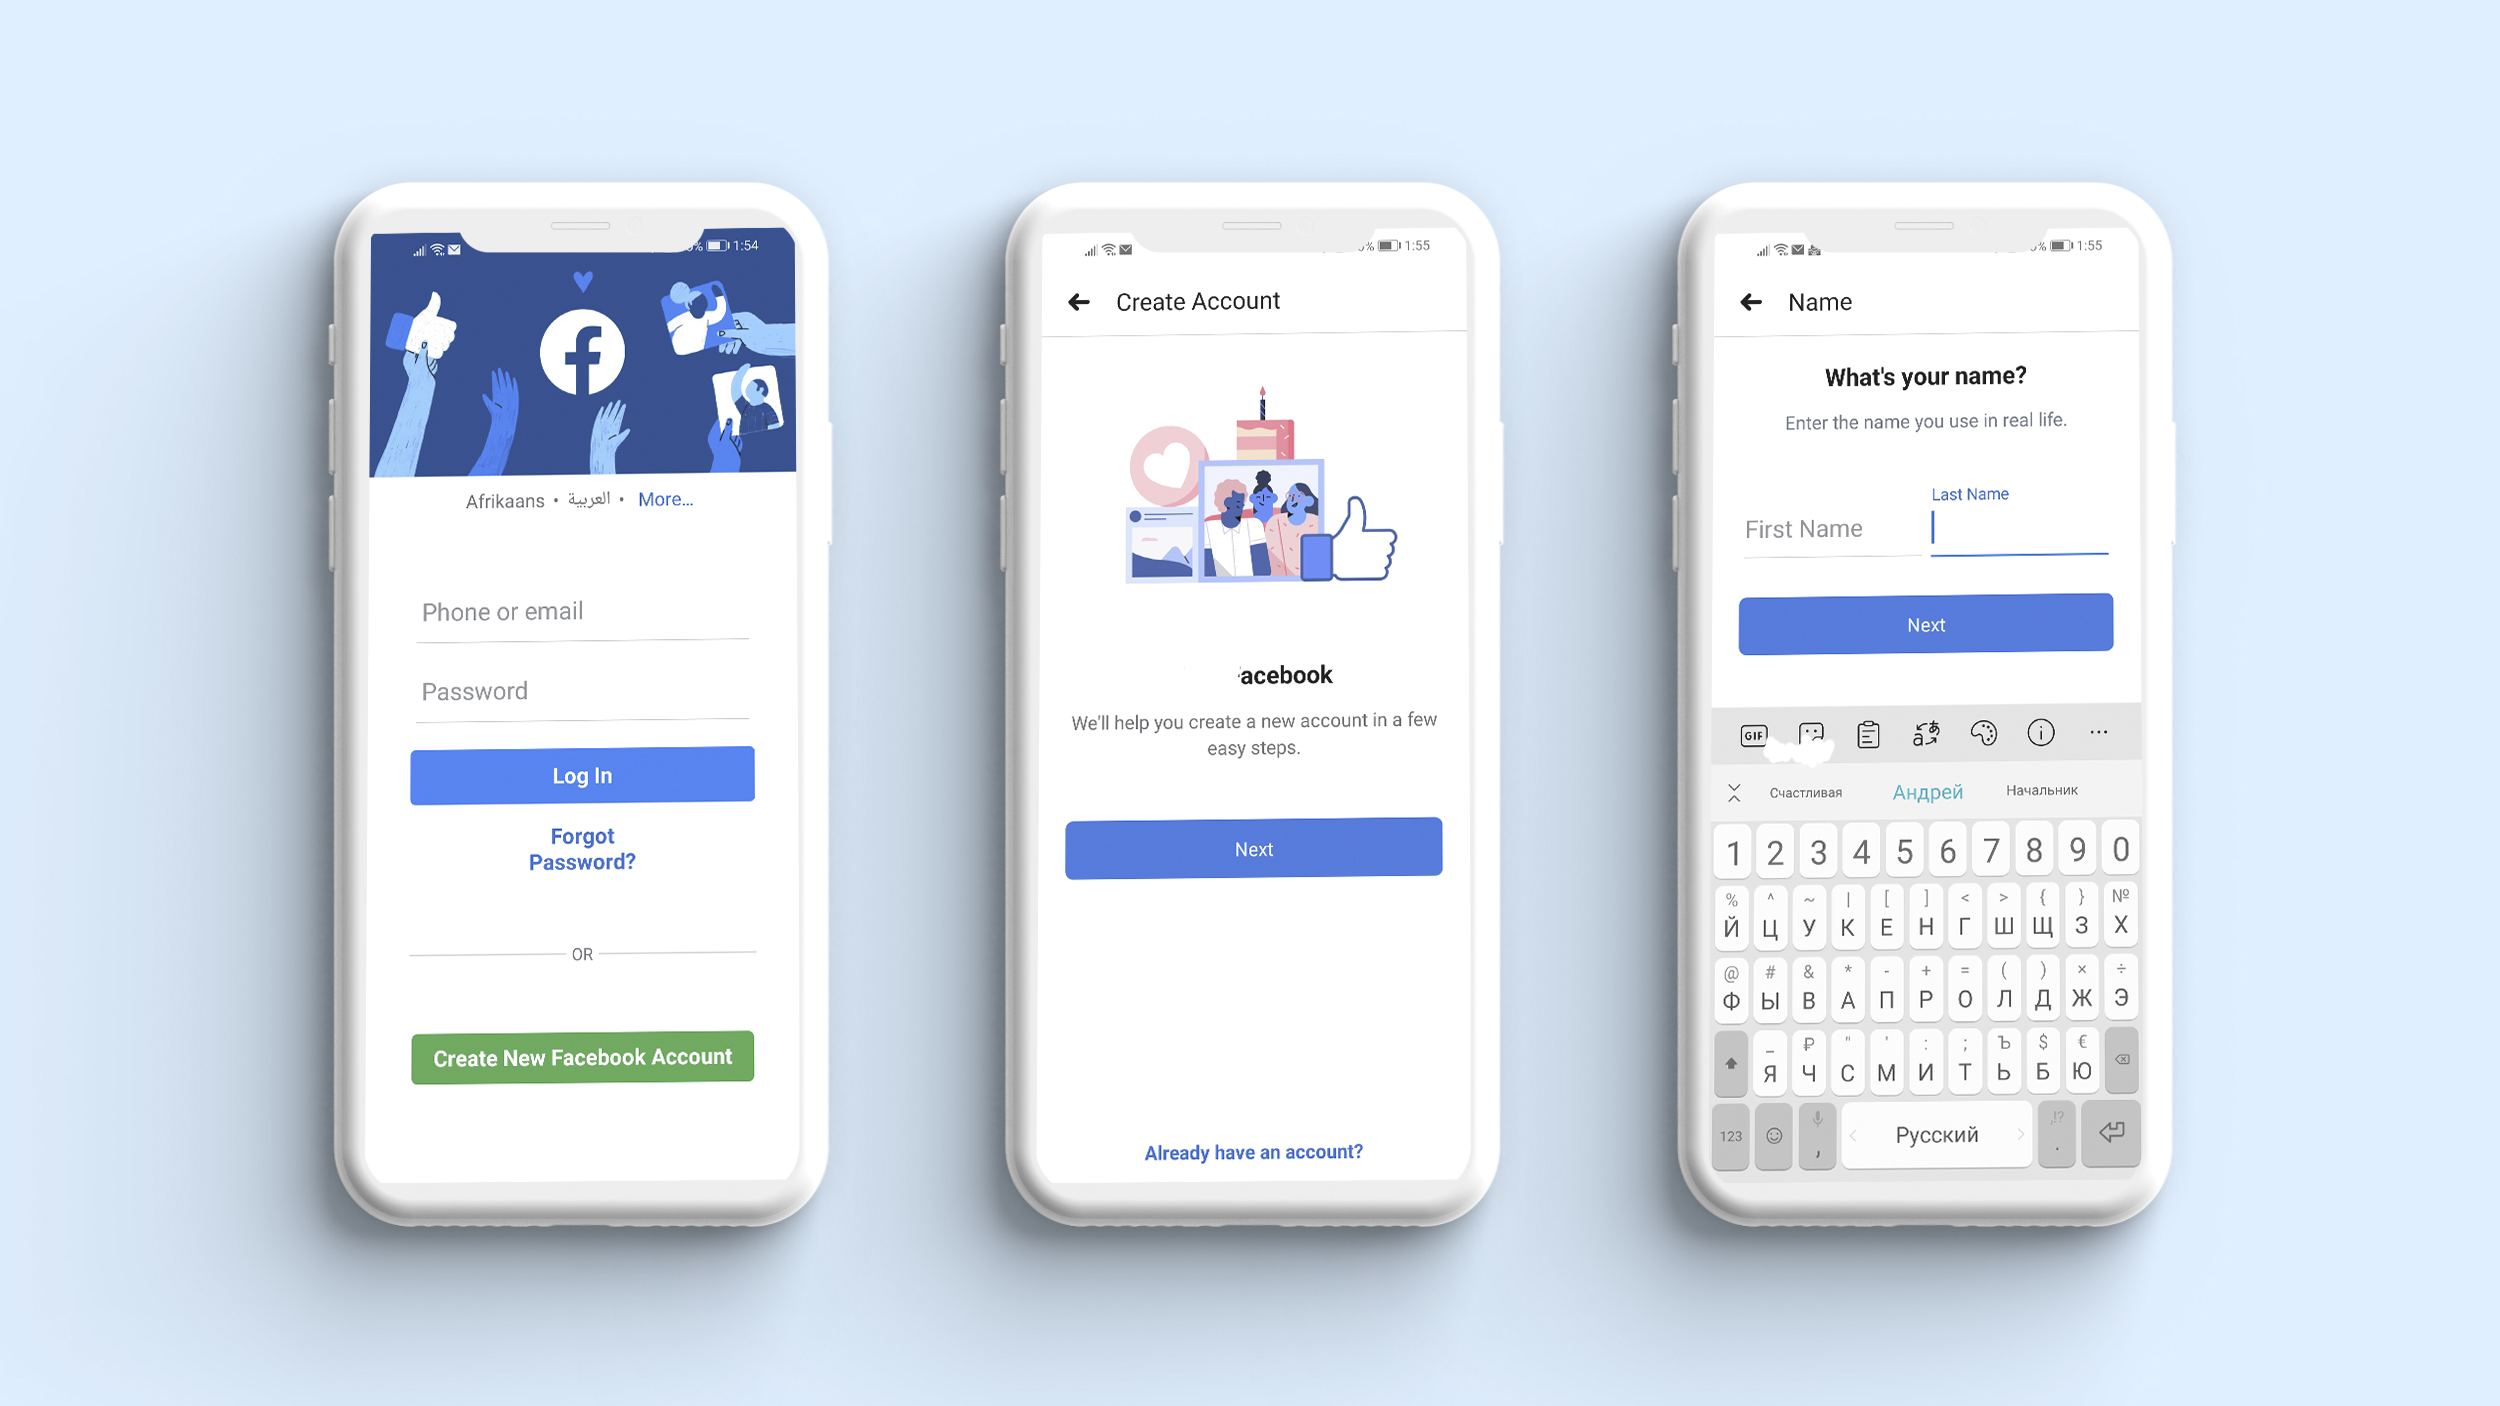 1:54
Afrikaans • العربية • More...
Phone or email
Password
Log In
Forgot
Password?
OR
Create New Facebook Account
% 1:55
Create Account
acebook
We'll help you create a new account in a few
easy steps.
Next
Already have an account?
% 1:55
Name
What's your name?
Enter the name you use in real life.
Last Name
First Name
Next
GIF
Счастливая Андрей Начальник
1 2 3 4 5 6 7 8 9 0
% ^ ~ | [ ] < > { } №
Й Ц У К Е Н Г Ш Щ З Х
@ # & * - + = ( ) × ÷
Ф Ы В А П Р О Л Д Ж Э
_ ₽ " ' : ; Ъ $ €
Я Ч С М И Т Ь Б Ю
,!?
123 , Русский .